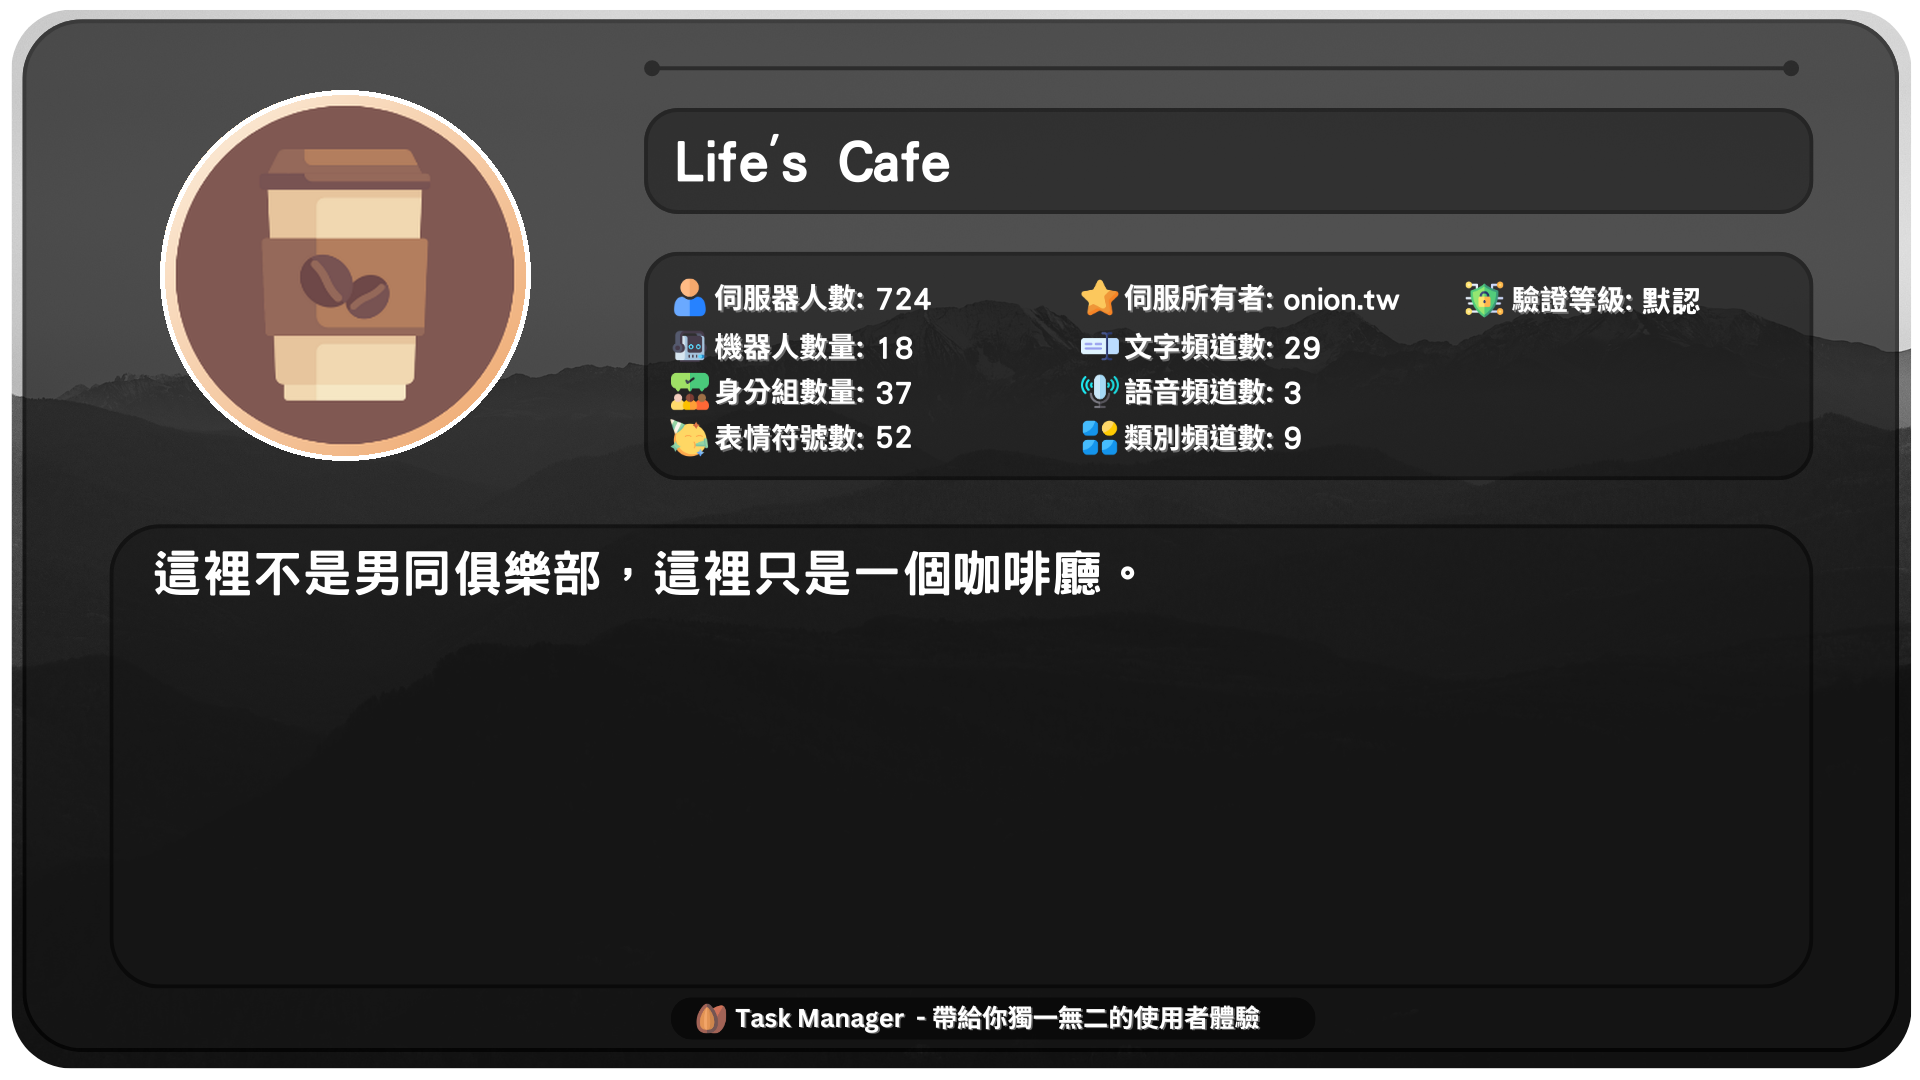 Life's Cafe
伺服器人數: 724
伺服所有者: onion.tw
驗證等級: 默認
機器人數量: 18
文字頻道數: 29
身分組數量: 37
語音頻道數: 3
表情符號數: 52
類別頻道數: 9
這裡不是男同俱樂部，這裡只是一個咖啡廳。
Task Manager - 帶給你獨一無二的使用者體驗